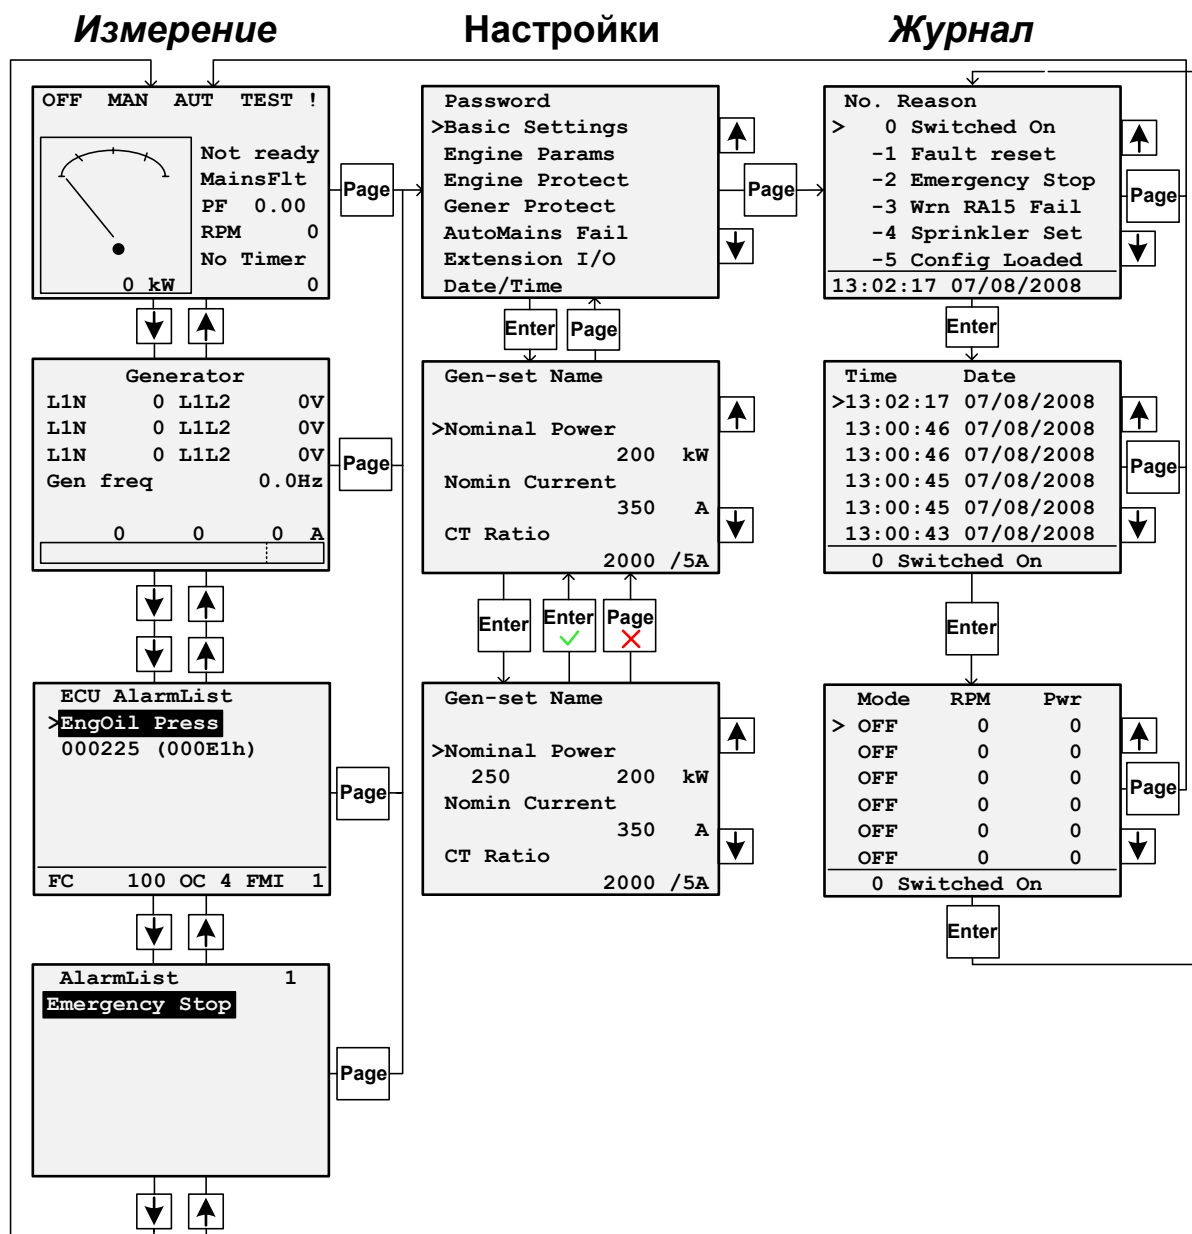 Измерение
OFF MAN AUT TEST !
Not ready
MainsFlt
PF 0.00
RPM 0
No Timer
0 kW 0
Page
Generator
L1N 0 L1L2 0V
L1N 0 L1L2 0V
L1N 0 L1L2 0V
Gen freq 0.0Hz
0 0 0 A
Page
ECU AlarmList
>EngOil Press
000225 (000E1h)
FC 100 OC 4 FMI 1
Page
AlarmList 1
Emergency Stop
Page
Настройки
Password
>Basic Settings
Engine Params
Engine Protect
Gener Protect
AutoMains Fail
Extension I/O
Date/Time
Page
Enter Page
Gen-set Name
>Nominal Power
200 kW
Nomin Current
350 A
CT Ratio
2000 /5A
Enter Enter Page
Gen-set Name
>Nominal Power
250 200 kW
Nomin Current
350 A
CT Ratio
2000 /5A
Журнал
No. Reason
> 0 Switched On
-1 Fault reset
-2 Emergency Stop
-3 Wrn RA15 Fail
-4 Sprinkler Set
-5 Config Loaded
13:02:17 07/08/2008
Page
Enter
Time Date
>13:02:17 07/08/2008
13:00:46 07/08/2008
13:00:46 07/08/2008
13:00:45 07/08/2008
13:00:45 07/08/2008
13:00:43 07/08/2008
0 Switched On
Page
Enter
Mode RPM Pwr
> OFF 0 0
OFF 0 0
OFF 0 0
OFF 0 0
OFF 0 0
OFF 0 0
0 Switched On
Page
Enter